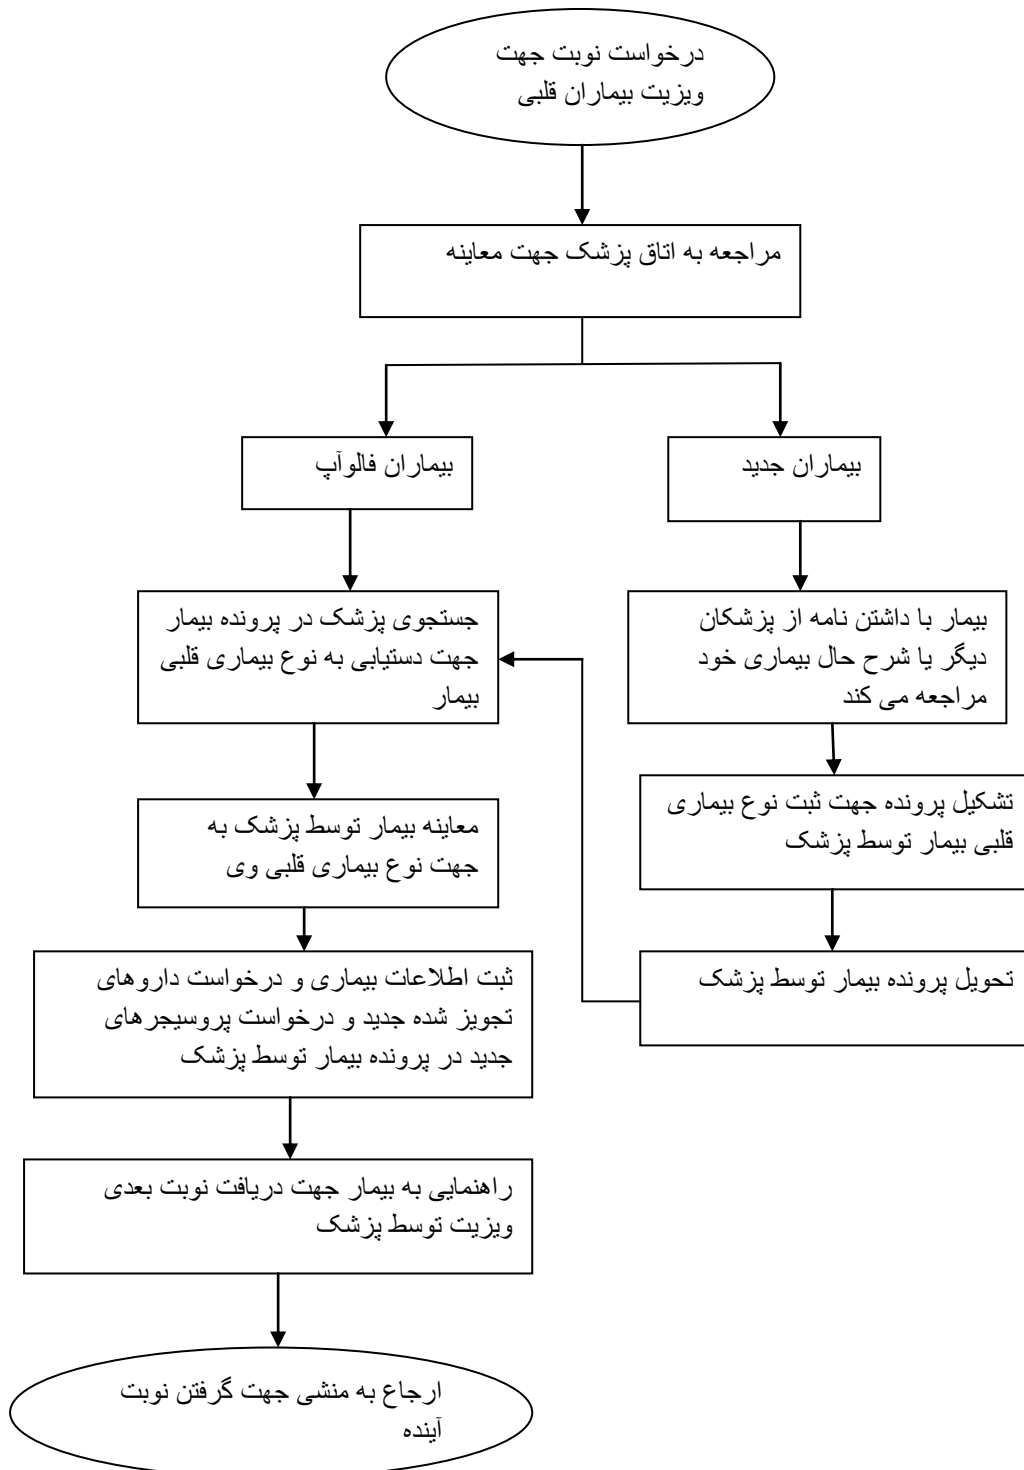 درخواست نوبت جهت
ویزیت بیماران قلبی
مراجعه به اتاق پزشک جهت معاینه
بیماران جدید
بیماران فالوآپ
بیمار با داشتن نامه از پزشکان
دیگر یا شرح حال بیماری خود
مراجعه می کند
تشکیل پرونده جهت ثبت نوع بیماری
قلبی بیمار توسط پزشک
تحویل پرونده بیمار توسط پزشک
جستجوی پزشک در پرونده بیمار
جهت دستیابی به نوع بیماری قلبی
بیمار
معاینه بیمار توسط پزشک به
جهت نوع بیماری قلبی وی
ثبت اطلاعات بیماری و درخواست داروهای
تجویز شده جدید و درخواست پروسیجرهای
جدید در پرونده بیمار توسط پزشک
راهنمایی به بیمار جهت دریافت نوبت بعدی
ویزیت توسط پزشک
ارجاع به منشی جهت گرفتن نوبت
آینده